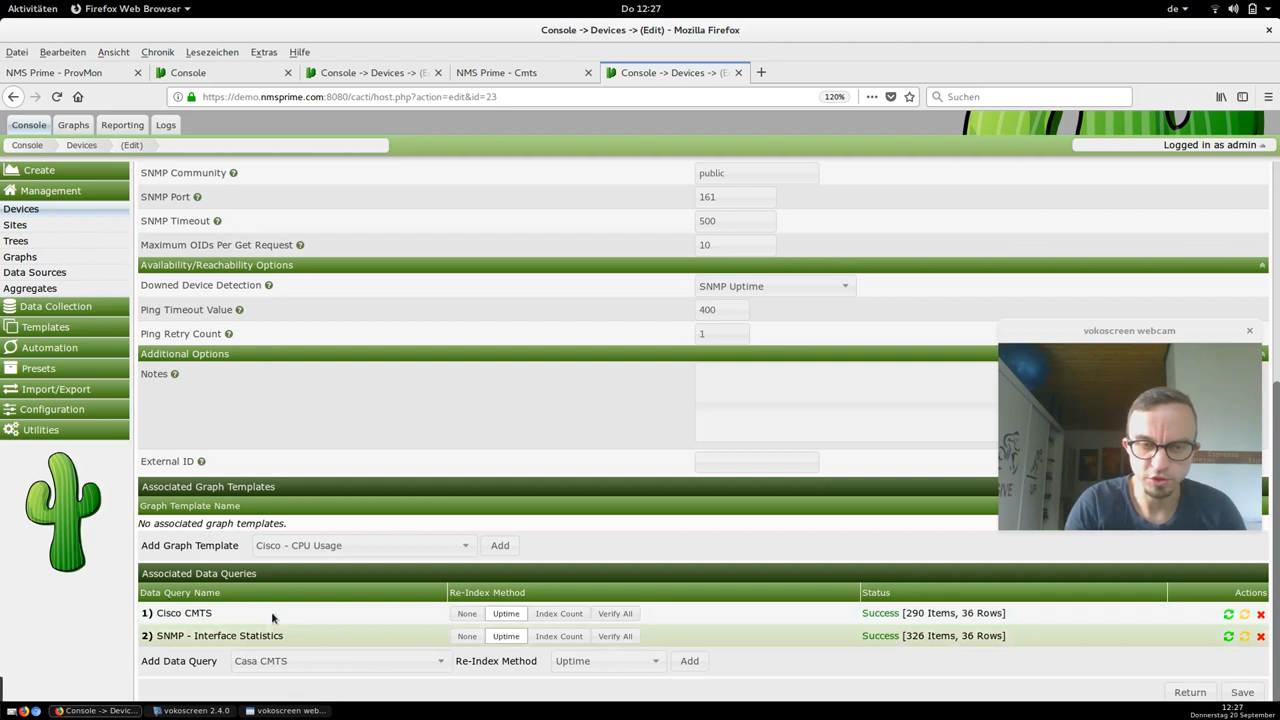 Aktivitäten Firefox Web Browser Do 12:27 de
Console -> Devices -> (Edit) - Mozilla Firefox
Datei Bearbeiten Ansicht Chronik Lesezeichen Extras Hilfe
NMS Prime - ProvMon Console Console -> Devices -> (E NMS Prime - Cmts Console -> Devices -> (E
https://demo.nmsprime.com:8080/cacti/host.php?action=edit&id=23 120% Suchen
Console Graphs Reporting Logs
Console Devices (Edit) Logged in as admin
Create
Management
Devices
Sites
Trees
Graphs
Data Sources
Aggregates
Data Collection
Templates
Automation
Presets
Import/Export
Configuration
Utilities
SNMP Community public
SNMP Port 161
SNMP Timeout 500
Maximum OIDs Per Get Request 10
Availability/Reachability Options
Downed Device Detection SNMP Uptime
Ping Timeout Value 400
Ping Retry Count 1
Additional Options
Notes
External ID
vokoscreen webcam
Associated Graph Templates
Graph Template Name
No associated graph templates.
Add Graph Template Cisco - CPU Usage Add
Associated Data Queries
Data Query Name Re-Index Method Status Actions
1) Cisco CMTS None Uptime Index Count Verify All Success [290 Items, 36 Rows]
2) SNMP - Interface Statistics None Uptime Index Count Verify All Success [326 Items, 36 Rows]
Add Data Query Casa CMTS Re-Index Method Uptime Add
Return Save
Console -> Devic... vokoscreen 2.4.0 vokoscreen web... 12:27
Donnerstag 20 September